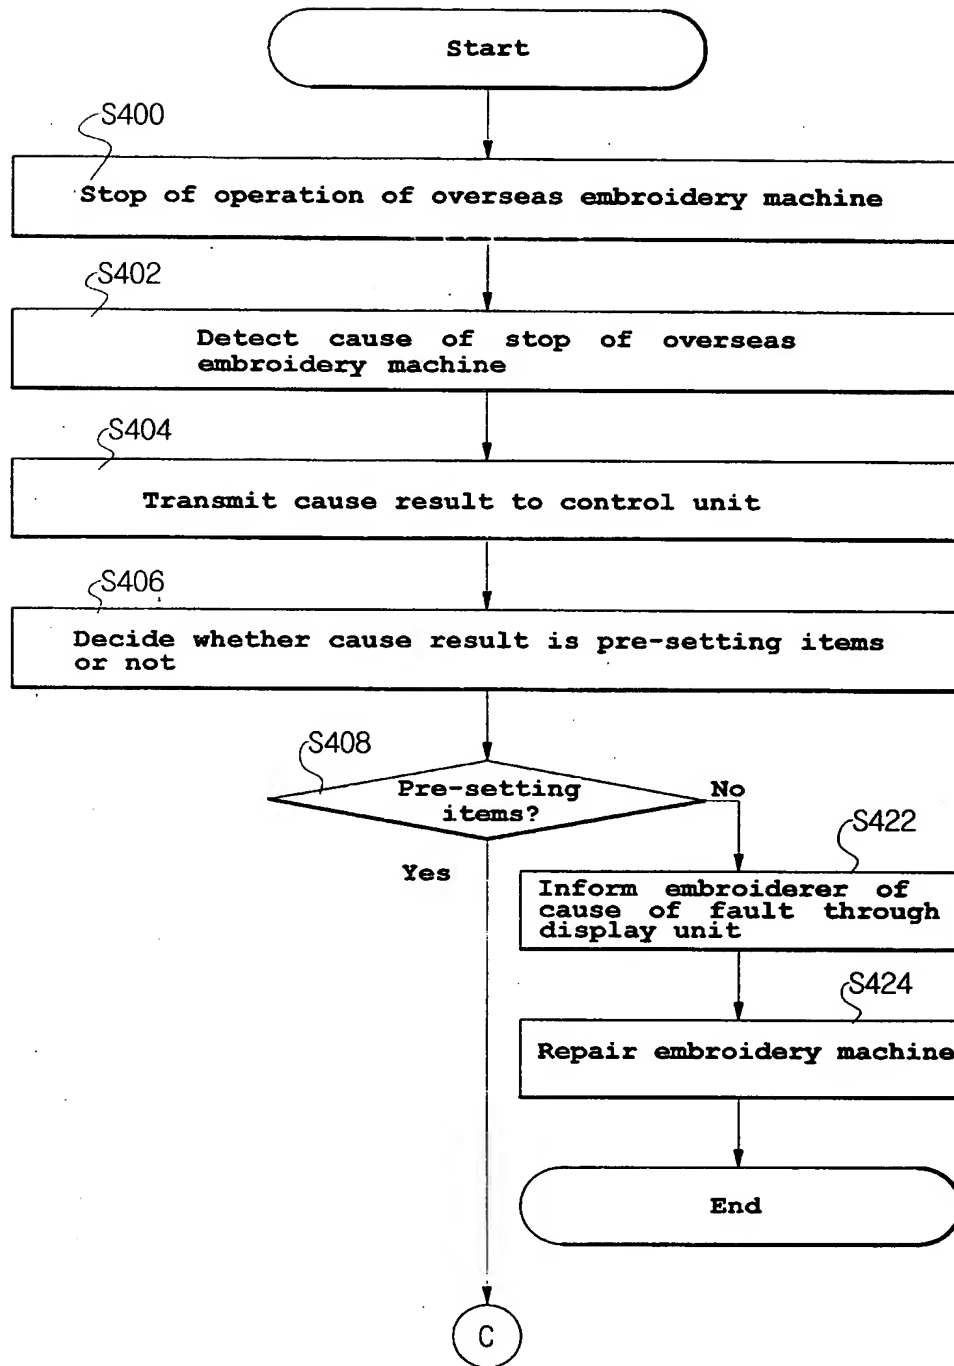 Start
S400
Stop of operation of overseas embroidery machine
S402
Detect cause of stop of overseas
embroidery machine
S404
Transmit cause result to control unit
S406
Decide whether cause result is pre-setting items
or not
S408
Pre-setting
items?
No
Yes
S422
Inform embroiderer of
cause of fault through
display unit
S424
Repair embroidery machine
End
C